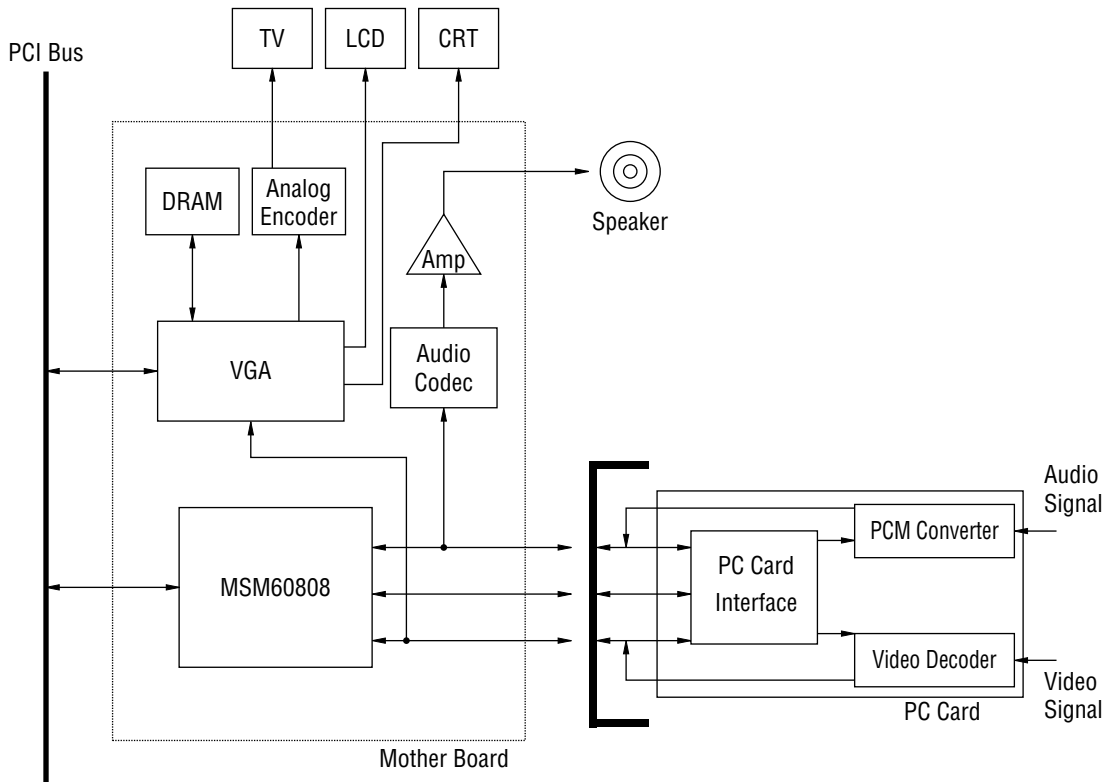 PCI Bus
TV
LCD
CRT
DRAM
Analog
Encoder
Speaker
Amp
VGA
Audio
Codec
MSM60808
Mother Board
PC Card
Interface
PCM Converter
Video Decoder
PC Card
Audio
Signal
Video
Signal